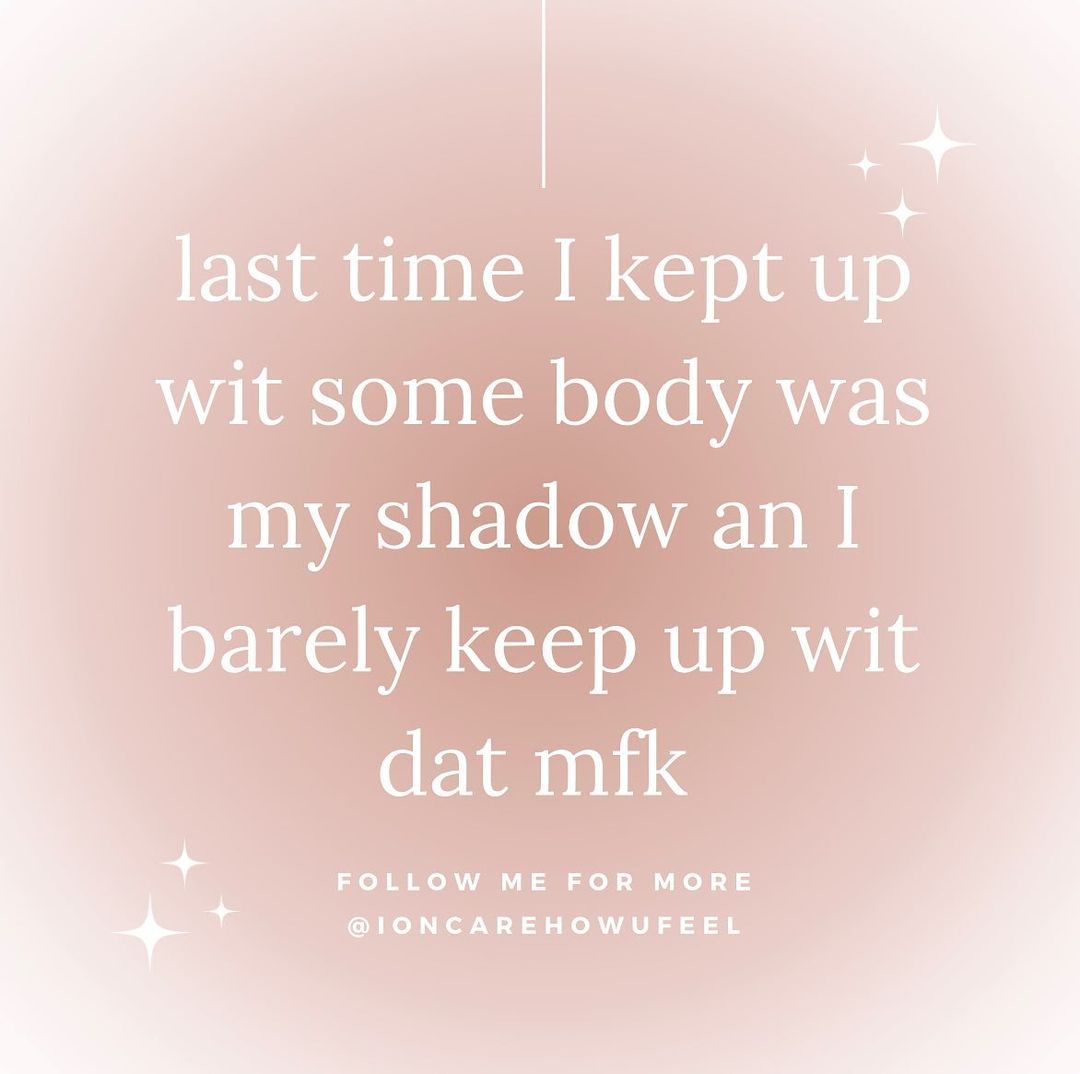 last time I kept up
wit some body was
my shadow an I
barely keep up wit
dat mfk
FOLLOW ME FOR MORE
@IONCAREHOWUFEEL